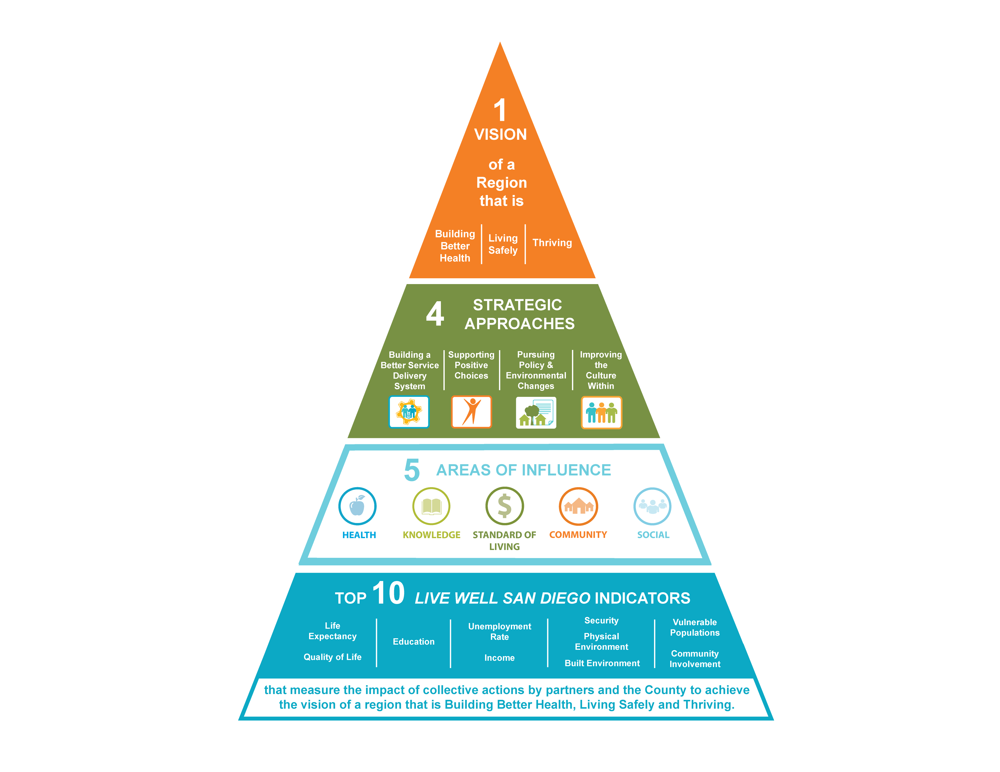 1
VISION
of a
Region
that is
Building
Better
Health
Living
Safely
Thriving
4
STRATEGIC
APPROACHES
Building a
Better Service
Delivery
System
Supporting
Positive
Choices
Pursuing
Policy &
Environmental
Changes
Improving
the
Culture
Within
5 AREAS OF INFLUENCE
$
HEALTH
KNOWLEDGE
STANDARD OF
LIVING
COMMUNITY
SOCIAL
TOP 10 LIVE WELL SAN DIEGO INDICATORS
Life
Expectancy
Quality of Life
Education
Unemployment
Rate
Income
Security
Physical
Environment
Built Environment
Vulnerable
Populations
Community
Involvement
that measure the impact of collective actions by partners and the County to achieve
the vision of a region that is Building Better Health, Living Safely and Thriving.